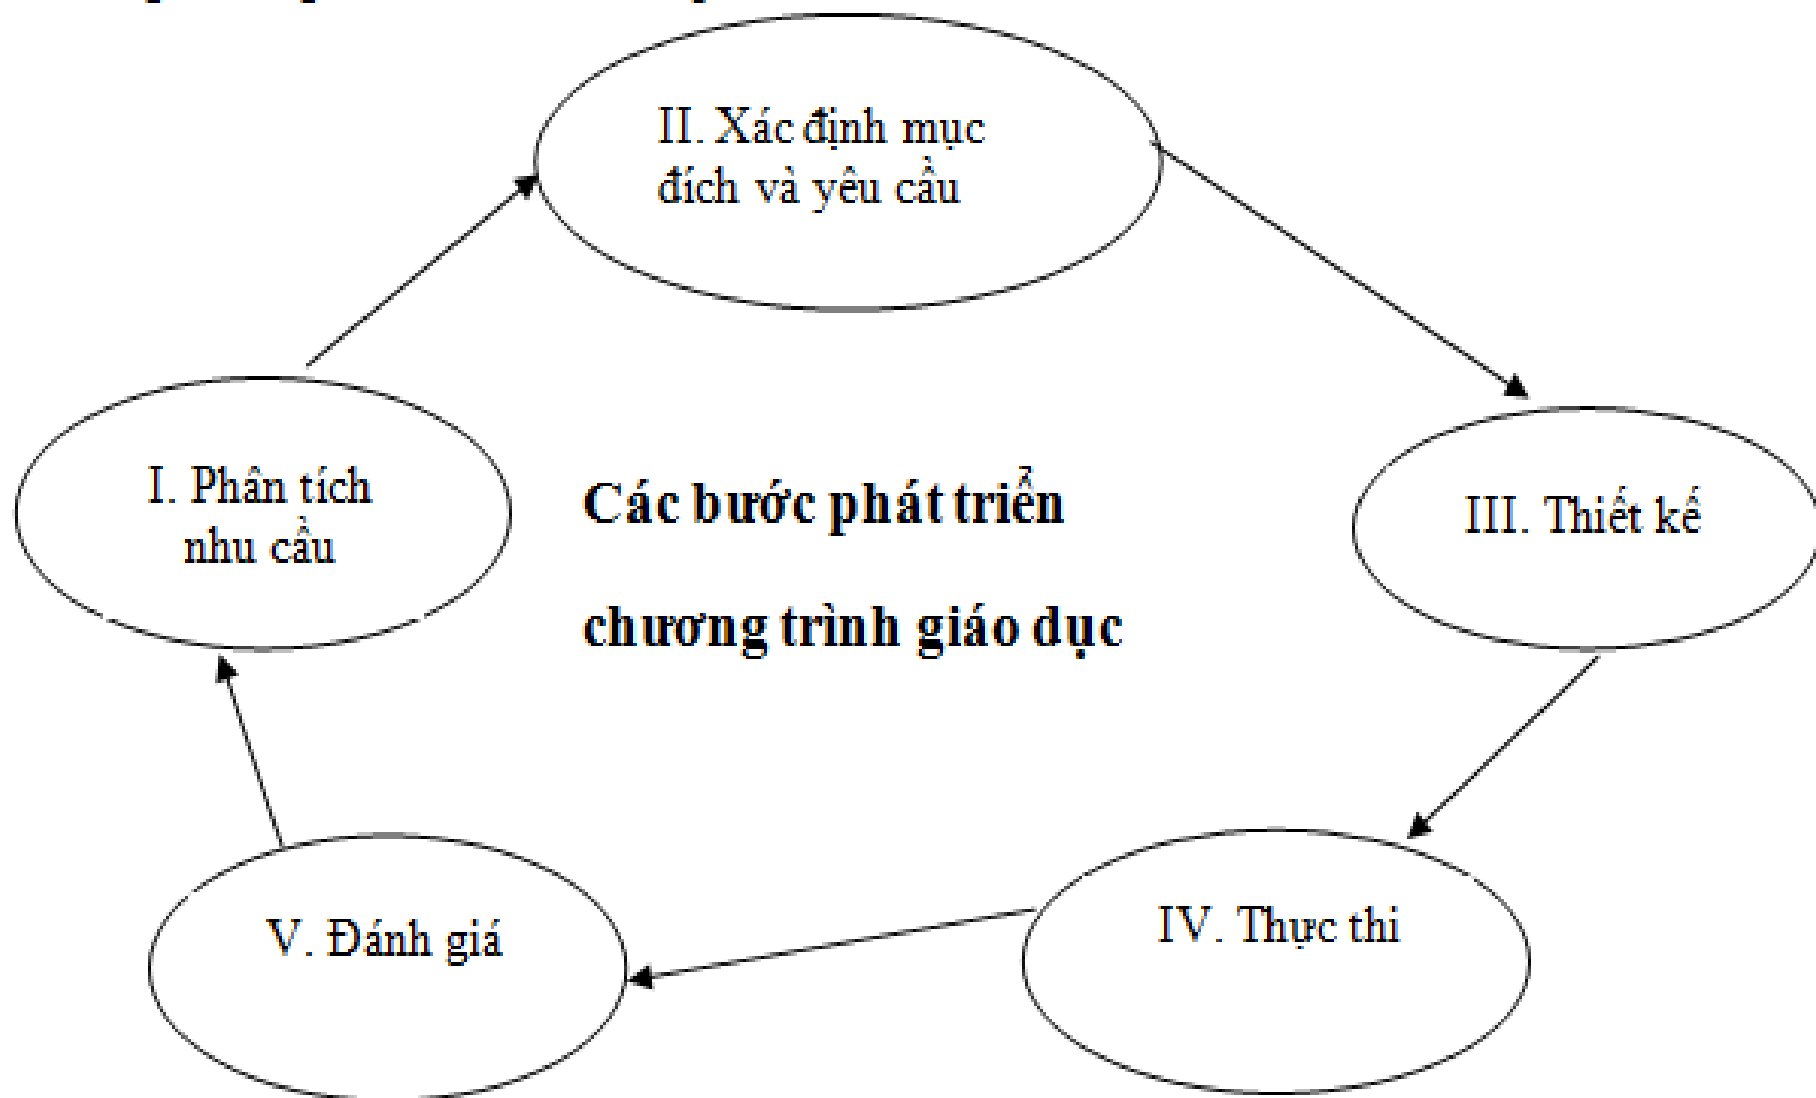 II. Xác định mục
đích và yêu cầu
I. Phân tích
nhu cầu
Các bước phát triển
chương trình giáo dục
III. Thiết kế
V. Đánh giá
IV. Thực thi